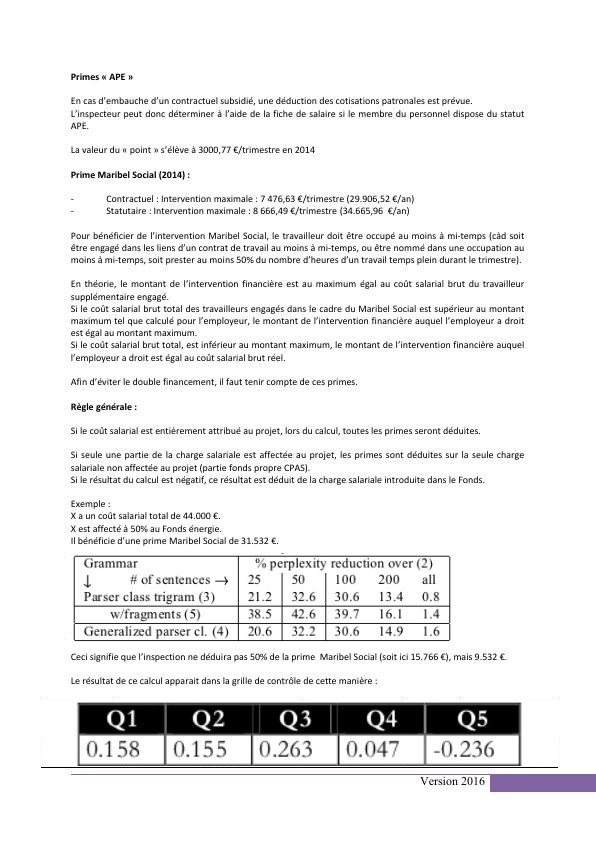 Primes « APE »
En cas d'embauche d'un contractuel subsidié, une déduction des cotisations patronales est prévue.
L'inspecteur peut donc déterminer à l'aide de la fiche de salaire si le membre du personnel dispose du statut
APE.
La valeur du « point » s'élève à 3000,77 €/trimestre en 2014
Prime Maribel Social (2014) :
- Contractuel : Intervention maximale : 7 476,63 €/trimestre (29.906,52 €/an)
- Statutaire : Intervention maximale : 8 666,49 €/trimestre (34.665,96 €/an)
Pour bénéficier de l'intervention Maribel Social, le travailleur doit être occupé au moins à mi-temps (càd soit
être engagé dans les liens d'un contrat de travail au moins à mi-temps, ou être nommé dans une occupation au
moins à mi-temps, soit prester au moins 50% du nombre d'heures d'un travail temps plein durant le trimestre).
En théorie, le montant de l'intervention financière est au maximum égal au coût salarial brut du travailleur
supplémentaire engagé.
Si le coût salarial brut total des travailleurs engagés dans le cadre du Maribel Social est supérieur au montant
maximum tel que calculé pour l'employeur, le montant de l'intervention financière auquel l'employeur a droit
est égal au montant maximum.
Si le coût salarial brut total, est inférieur au montant maximum, le montant de l'intervention financière auquel
l'employeur a droit est égal au coût salarial brut réel.
Afin d'éviter le double financement, il faut tenir compte de ces primes.
Règle générale :
Si le coût salarial est entièrement attribué au projet, lors du calcul, toutes les primes seront déduites.
Si seule une partie de la charge salariale est affectée au projet, les primes sont déduites sur la seule charge
salariale non affectée au projet (partie fonds propre CPAS).
Si le résultat du calcul est négatif, ce résultat est déduit de la charge salariale introduite dans le Fonds.
Exemple :
X a un coût salarial total de 44.000 €.
X est affecté à 50% au Fonds énergie.
Il bénéficie d'une prime Maribel Social de 31.532 €.
Grammar % perplexity reduction over (2)
↓ # of sentences → 25 50 100 200 all
Parser class trigram (3) 21.2 32.6 30.6 13.4 0.8
w/fragments (5) 38.5 42.6 39.7 16.1 1.4
Generalized parser cl. (4) 20.6 32.2 30.6 14.9 1.6
Ceci signifie que l'inspection ne déduira pas 50% de la prime Maribel Social (soit ici 15.766 €), mais 9.532 €.
Le résultat de ce calcul apparait dans la grille de contrôle de cette manière :
Q1 Q2 Q3 Q4 Q5
0.158 0.155 0.263 0.047 -0.236
Version 2016